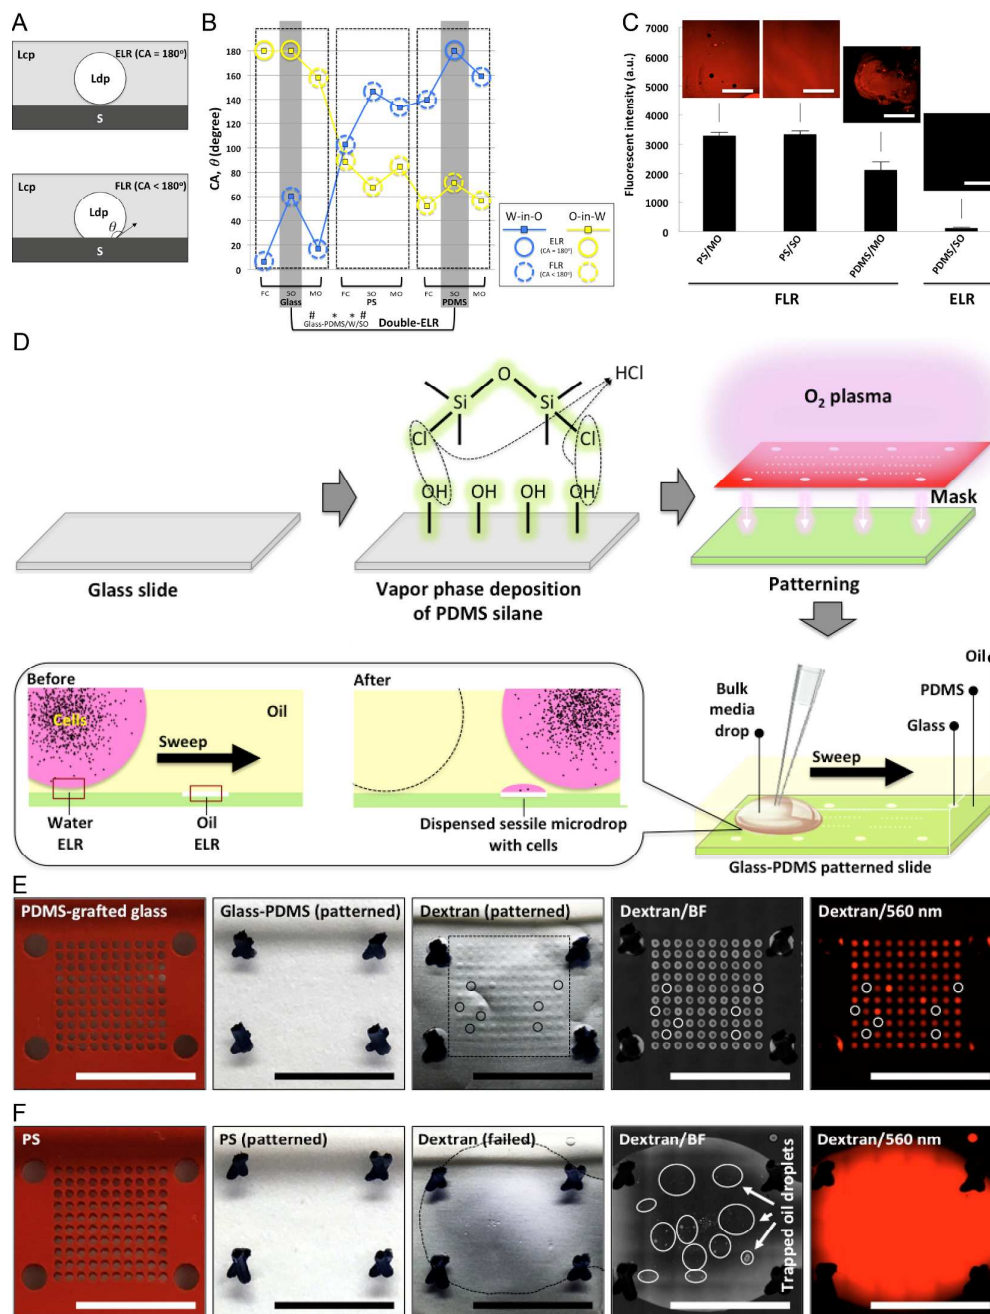 A
Lcp
ELR (CA = 180°)
Ldp
S
Lcp
FLR (CA < 180°)
Ldp
θ
S
B
CA, θ (degree)
180
160
140
120
100
80
60
40
20
0
FC SO MO FC SO MO FC SO MO
Glass PS PDMS
# * * #
Glass-PDMS/W/SO
Double-ELR
W-in-O O-in-W
ELR
(CA = 180°)
FLR
(CA < 180°)
C
Fluorescent intensity (a.u.)
7000
6000
5000
4000
3000
2000
1000
0
PS/MO
PS/SO
PDMS/MO
PDMS/SO
FLR ELR
D
Glass slide
O
Si Si
Cl Cl
HCl
OH OH OH OH
Vapor phase deposition
of PDMS silane
O₂ plasma
Mask
Patterning
Before
Cells
Oil
Sweep
Water
ELR
Oil
ELR
After
Sweep
Dispensed sessile microdrop
with cells
Bulk
media
drop
Sweep
Oil
PDMS
Glass
Glass-PDMS patterned slide
E
PDMS-grafted glass
Glass-PDMS (patterned)
Dextran (patterned)
Dextran/BF
Dextran/560 nm
F
PS
PS (patterned)
Dextran (failed)
Dextran/BF
Trapped oil droplets
Dextran/560 nm